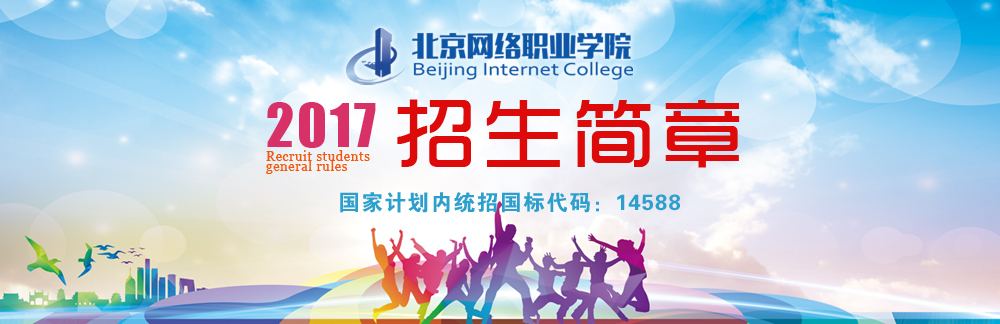 北京网络职业学院
Beijing Internet College
2017
Recruit students
general rules
招生简章
国家计划内统招国标代码：14588